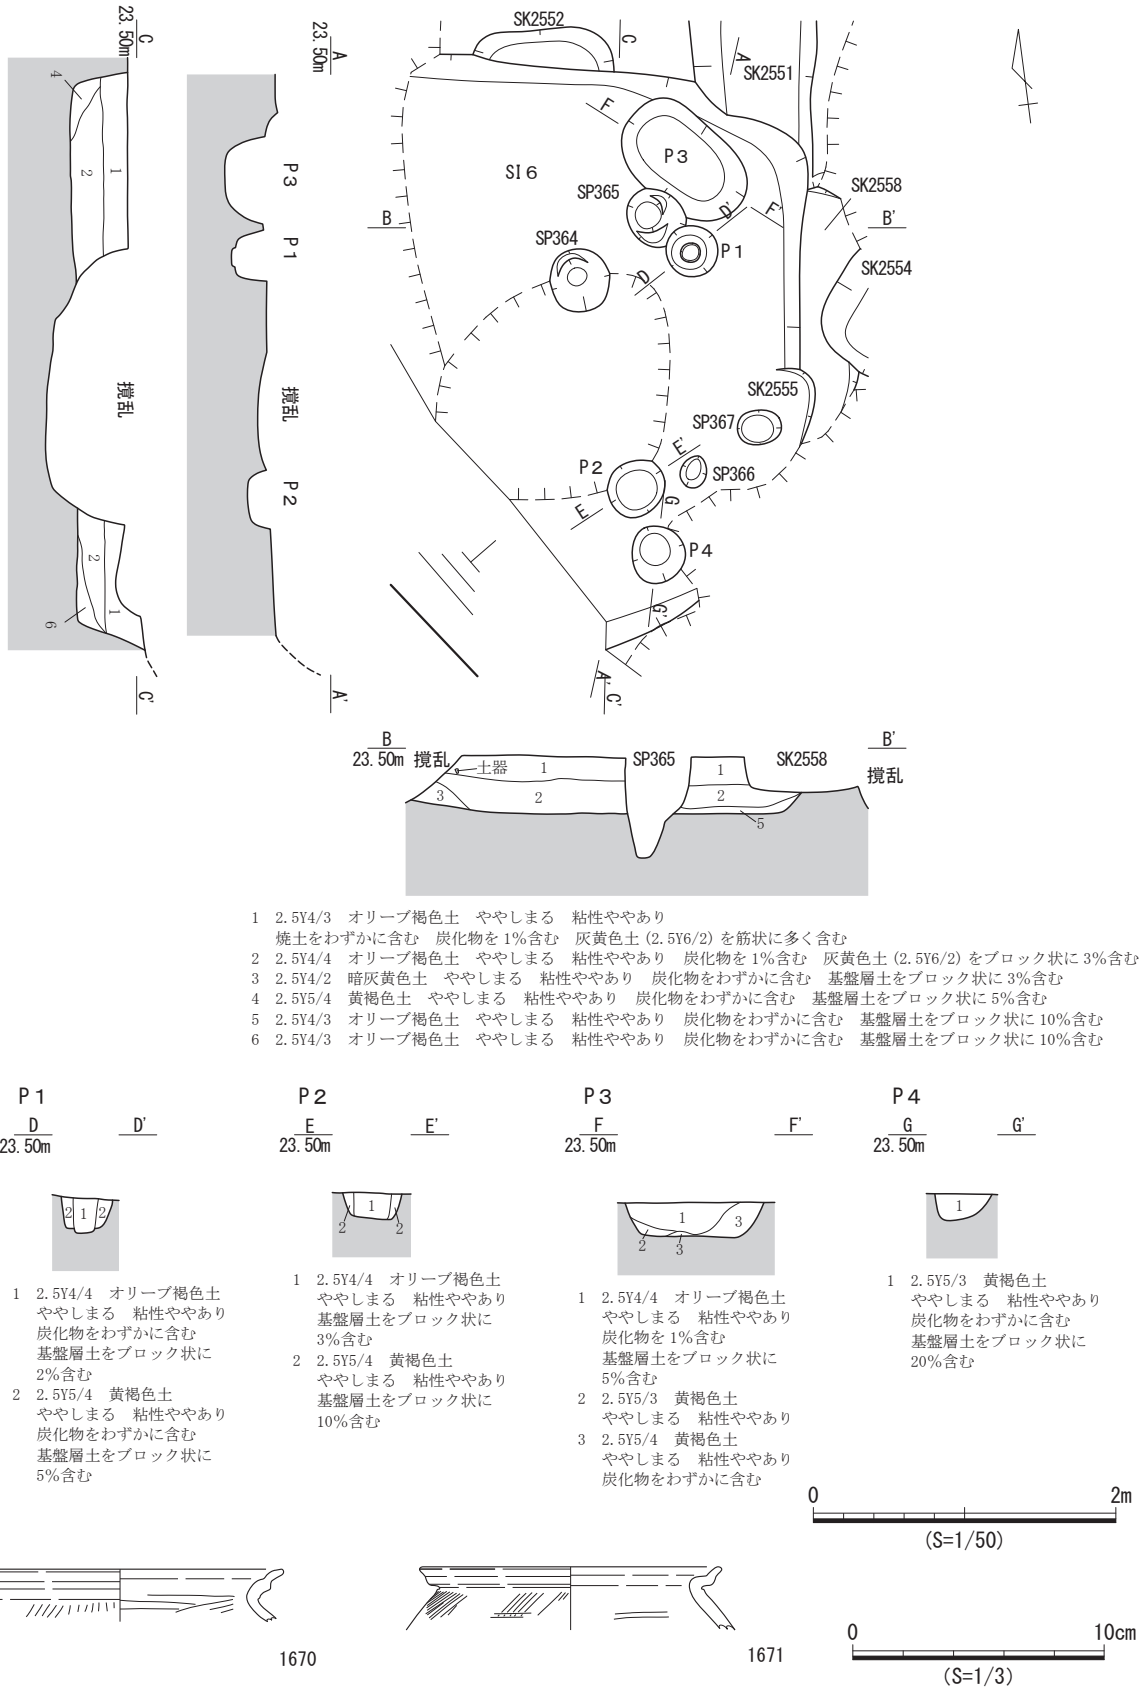 C
23.50m
4
1
2
撹乱
2
1
6
C'
A
23.50m
P3
P1
撹乱
P2
A'
SK2552
C
A
SK2551
F
P3
SI6
SP365
SK2558
D'
F'
B
B'
SP364
P1
SK2554
D
SK2555
SP367
E'
P2
SP366
G
E
P4
G'
A'
C'
B
23.50m
撹乱
土器
1
SP365
1
SK2558
B'
撹乱
3
2
2
5
1 2.5Y4/3 オリーブ褐色土 ややしまる 粘性ややあり
焼土をわずかに含む 炭化物を1%含む 灰黄色土(2.5Y6/2)を筋状に多く含む
2 2.5Y4/4 オリーブ褐色土 ややしまる 粘性ややあり 炭化物を1%含む 灰黄色土(2.5Y6/2)をブロック状に3%含む
3 2.5Y4/2 暗灰黄色土 ややしまる 粘性ややあり 炭化物をわずかに含む 基盤層土をブロック状に3%含む
4 2.5Y5/4 黄褐色土 ややしまる 粘性ややあり 炭化物をわずかに含む 基盤層土をブロック状に5%含む
5 2.5Y4/3 オリーブ褐色土 ややしまる 粘性ややあり 炭化物をわずかに含む 基盤層土をブロック状に10%含む
6 2.5Y4/3 オリーブ褐色土 ややしまる 粘性ややあり 炭化物をわずかに含む 基盤層土をブロック状に10%含む
P1
D D'
23.50m
2 1 2
1 2.5Y4/4 オリーブ褐色土
ややしまる 粘性ややあり
炭化物をわずかに含む
基盤層土をブロック状に
2%含む
2 2.5Y5/4 黄褐色土
ややしまる 粘性ややあり
炭化物をわずかに含む
基盤層土をブロック状に
5%含む
P2
E E'
23.50m
1
2 2
1 2.5Y4/4 オリーブ褐色土
ややしまる 粘性ややあり
基盤層土をブロック状に
3%含む
2 2.5Y5/4 黄褐色土
ややしまる 粘性ややあり
基盤層土をブロック状に
10%含む
P3
F F'
23.50m
1 3
2 3
1 2.5Y4/4 オリーブ褐色土
ややしまる 粘性ややあり
炭化物を1%含む
基盤層土をブロック状に
5%含む
2 2.5Y5/3 黄褐色土
ややしまる 粘性ややあり
3 2.5Y5/4 黄褐色土
ややしまる 粘性ややあり
炭化物をわずかに含む
P4
G G'
23.50m
1
1 2.5Y5/3 黄褐色土
ややしまる 粘性ややあり
炭化物をわずかに含む
基盤層土をブロック状に
20%含む
0 2m
(S=1/50)
1670
1671
0 10cm
(S=1/3)